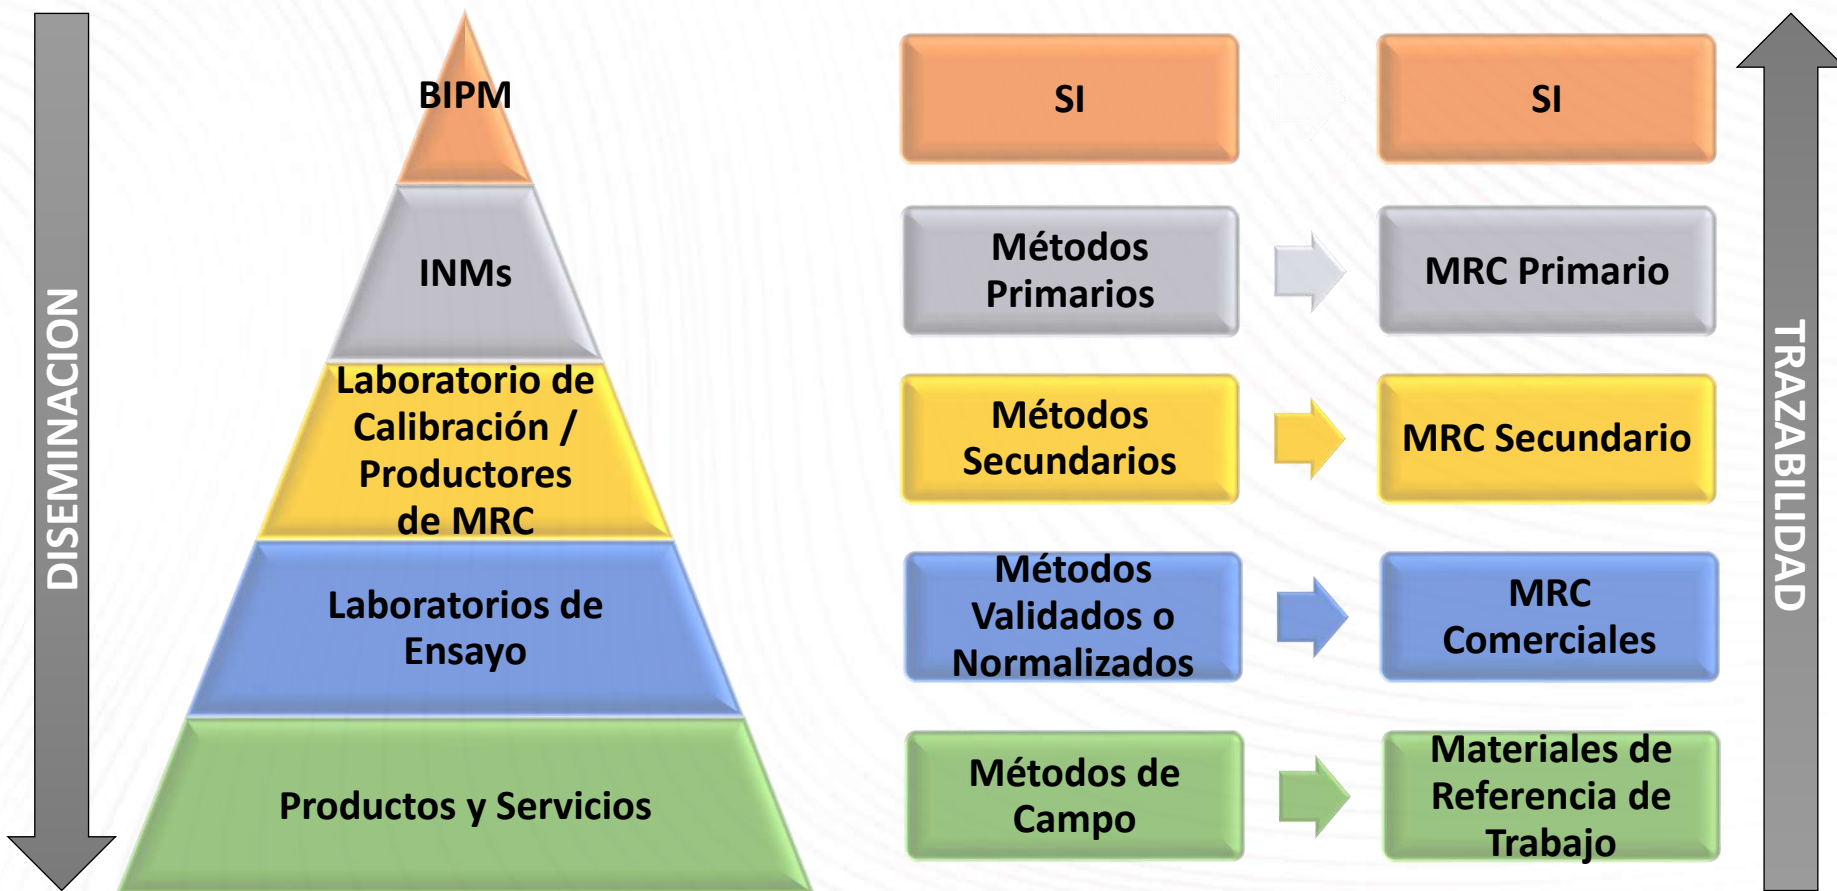 DISEMINACION
BIPM
INMs
Laboratorio de
Calibración /
Productores
de MRC
Laboratorios de
Ensayo
Productos y Servicios
SI
SI
Métodos
Primarios
MRC Primario
Métodos
Secundarios
MRC Secundario
Métodos
Validados o
Normalizados
MRC
Comerciales
Métodos de
Campo
Materiales de
Referencia de
Trabajo
TRAZABILIDAD